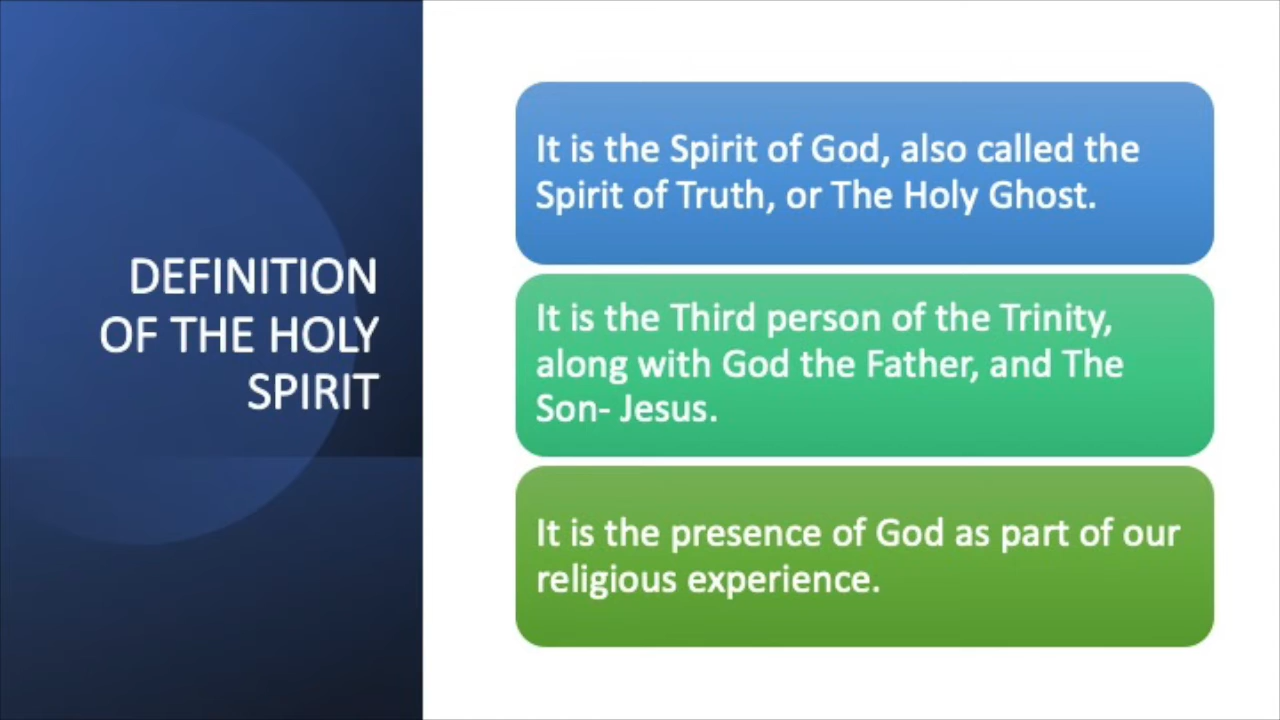 DEFINITION
OF THE HOLY
SPIRIT
It is the Spirit of God, also called the
Spirit of Truth, or The Holy Ghost.
It is the Third person of the Trinity,
along with God the Father, and The
Son- Jesus.
It is the presence of God as part of our
religious experience.